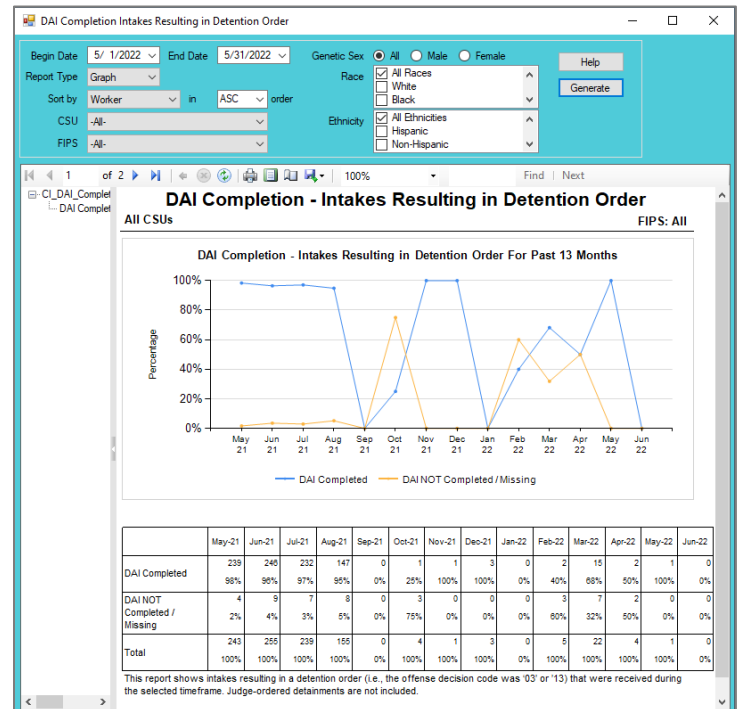 DAI Completion Intakes Resulting in Detention Order
Begin Date 5/ 1/2022 End Date 5/31/2022 Genetic Sex All Male Female Help
Report Type Graph Race All Races White Black Generate
Sort by Worker in ASC order
CSU -All- Ethnicity All Ethnicities Hispanic Non-Hispanic
FIPS -All-
1 of 2 100% Find | Next
CI_DAI_Complet
DAI Complet
DAI Completion - Intakes Resulting in Detention Order
All CSUs FIPS: All
DAI Completion - Intakes Resulting in Detention Order For Past 13 Months
Percentage
100%
80%
60%
40%
20%
0%
May 21 Jun 21 Jul 21 Aug 21 Sep 21 Oct 21 Nov 21 Dec 21 Jan 22 Feb 22 Mar 22 Apr 22 May 22 Jun 22
DAI Completed DAI NOT Completed / Missing
May-21 Jun-21 Jul-21 Aug-21 Sep-21 Oct-21 Nov-21 Dec-21 Jan-22 Feb-22 Mar-22 Apr-22 May-22 Jun-22
DAI Completed
239 246 232 147 0 1 1 3 0 2 15 2 1 0
98% 96% 97% 95% 0% 25% 100% 100% 0% 40% 68% 50% 100% 0%
DAI NOT Completed / Missing
4 9 7 8 0 3 0 0 0 3 7 2 0 0
2% 4% 3% 5% 0% 75% 0% 0% 0% 60% 32% 50% 0% 0%
Total
243 255 239 155 0 4 1 3 0 5 22 4 1 0
100% 100% 100% 100% 0% 100% 100% 100% 0% 100% 100% 100% 100% 0%
This report shows intakes resulting in a detention order (i.e., the offense decision code was '03' or '13) that were received during
the selected timeframe. Judge-ordered detainments are not included.